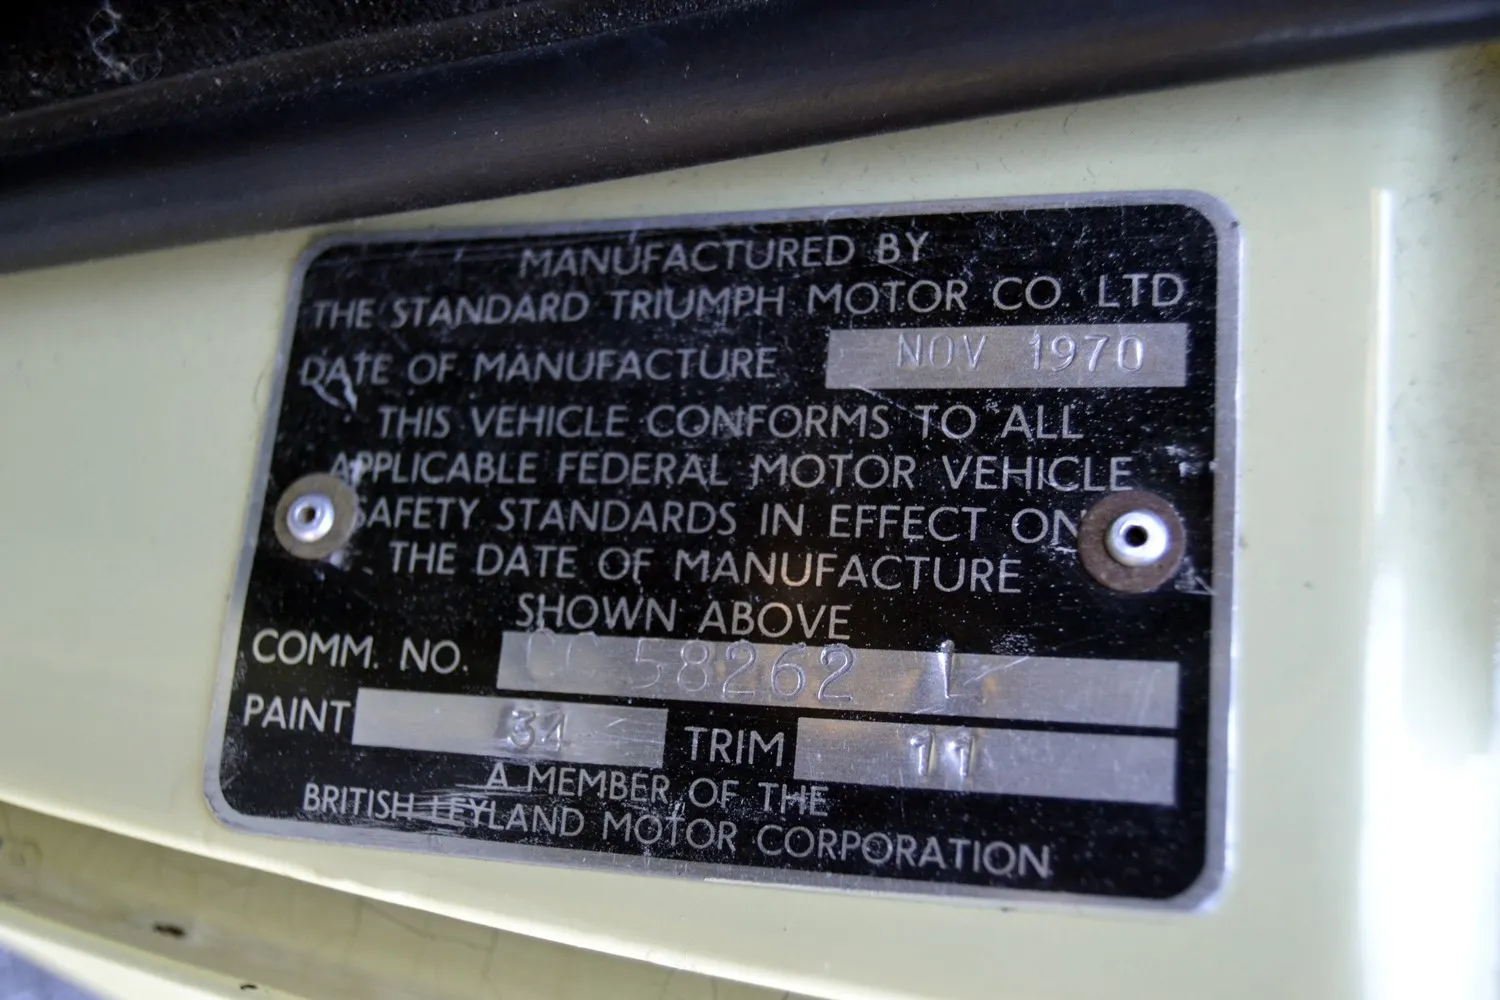 MANUFACTURED BY
THE STANDARD TRIUMPH MOTOR CO. LTD
DATE OF MANUFACTURE NOV 1970
THIS VEHICLE CONFORMS TO ALL
APPLICABLE FEDERAL MOTOR VEHICLE
SAFETY STANDARDS IN EFFECT ON
THE DATE OF MANUFACTURE
SHOWN ABOVE
COMM. NO. CC 58262 L
PAINT 34 TRIM 11
A MEMBER OF THE
BRITISH LEYLAND MOTOR CORPORATION